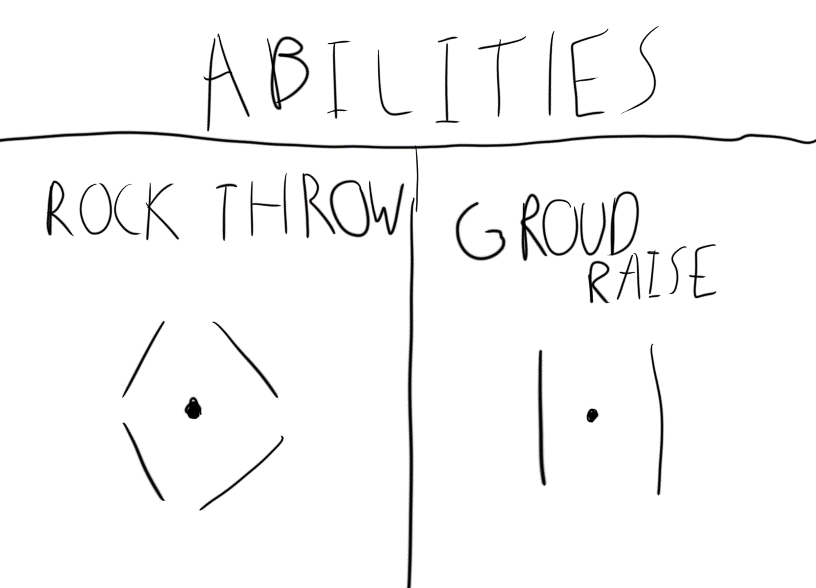 ABILITIES
ROCK THROW
GROUD
RAISE